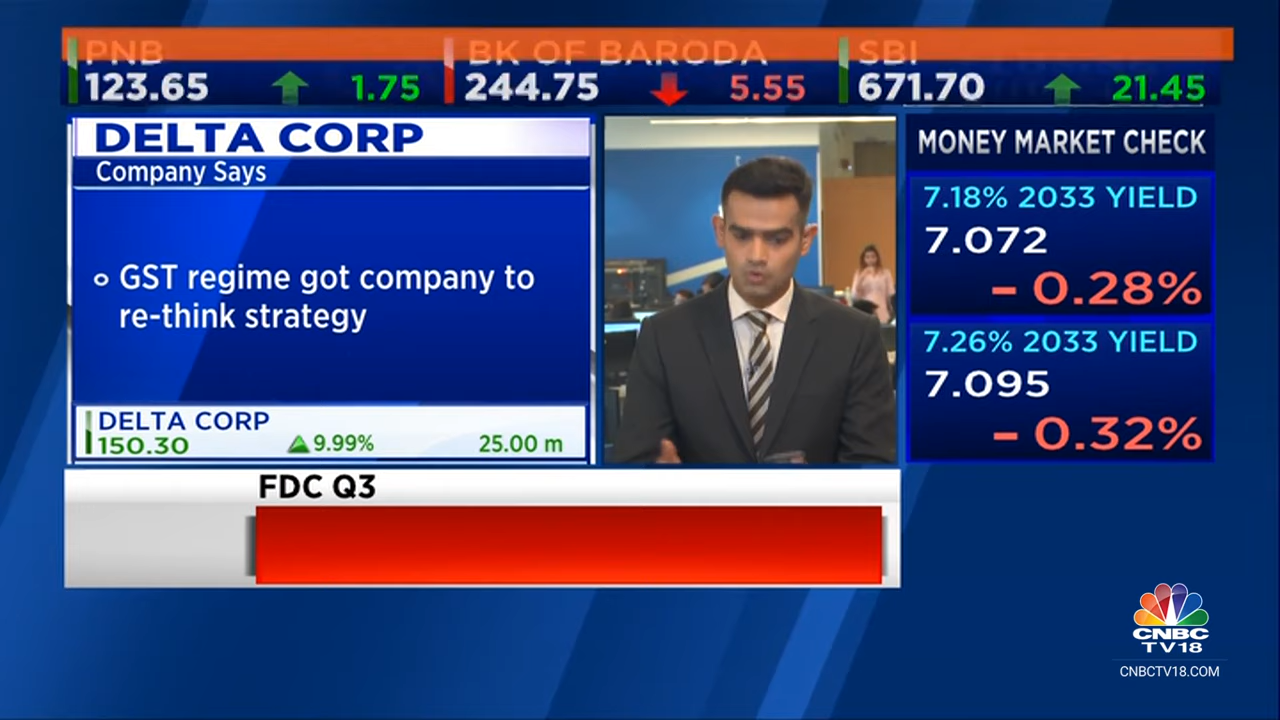 PNB BK OF BARODA SBI
123.65 1.75 244.75 5.55 671.70 21.45
DELTA CORP
Company Says
GST regime got company to
re-think strategy
DELTA CORP
150.30 9.99% 25.00 m
MONEY MARKET CHECK
7.18% 2033 YIELD
7.072
– 0.28%
7.26% 2033 YIELD
7.095
– 0.32%
FDC Q3
CNBC
TV18
CNBCTV18.COM